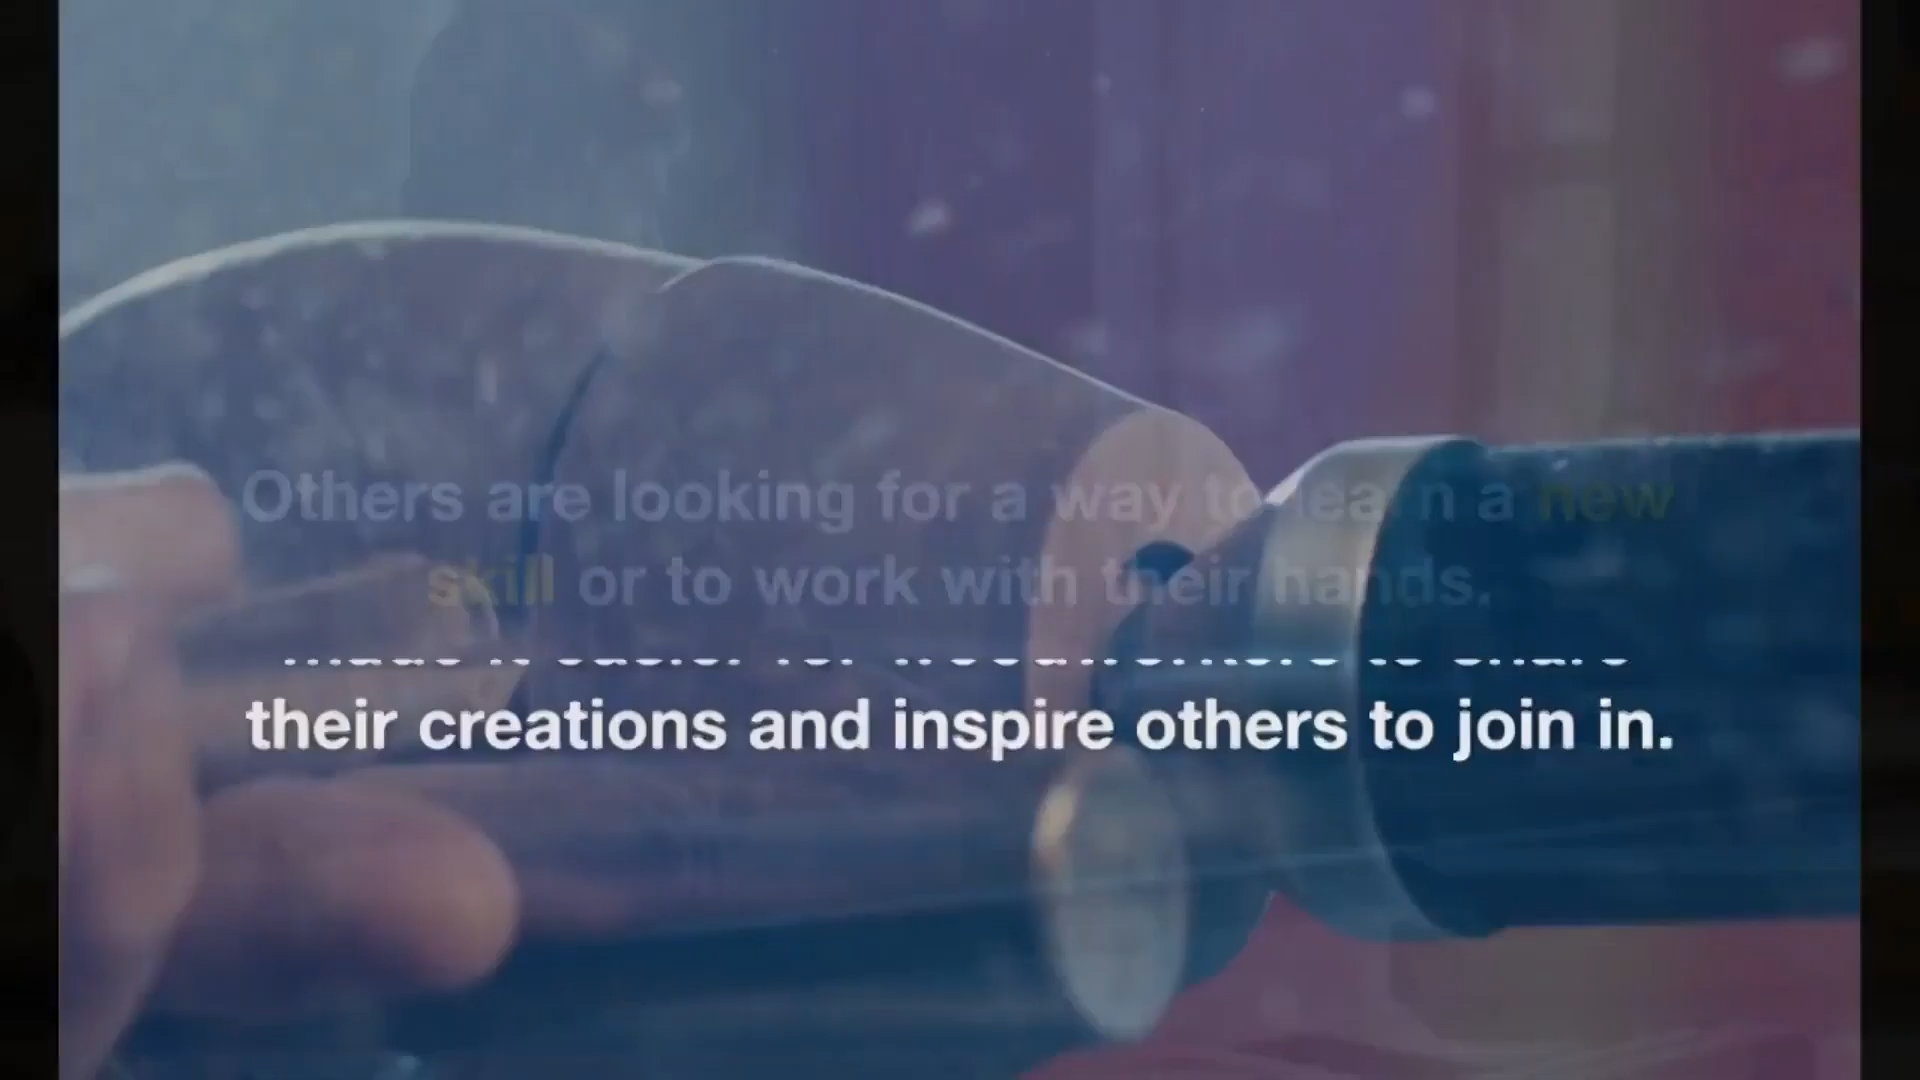 Others are looking for a way to learn a new
skill or to work with their hands.
their creations and inspire others to join in.